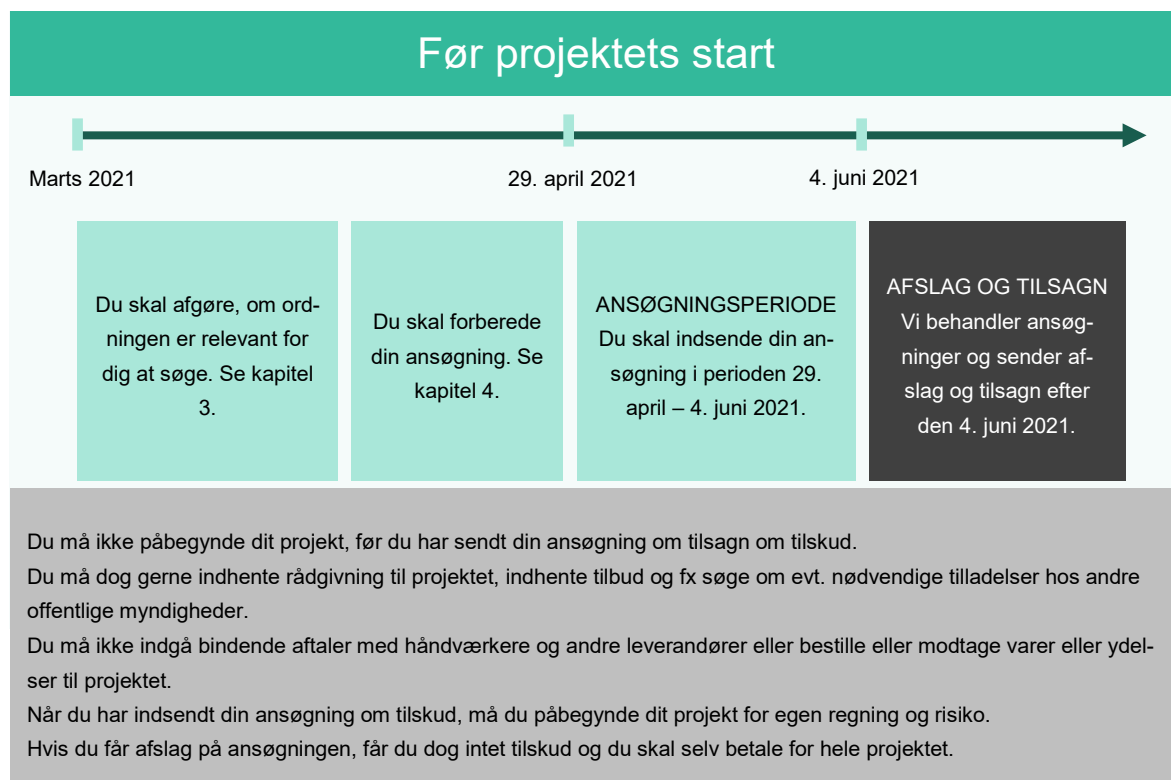 Før projektets start
Marts 2021
29. april 2021
4. juni 2021
Du skal afgøre, om ord-
ningen er relevant for
dig at søge. Se kapitel
3.
Du skal forberede
din ansøgning. Se
kapitel 4.
ANSØGNINGSPERIODE
Du skal indsende din an-
søgning i perioden 29.
april – 4. juni 2021.
AFSLAG OG TILSAGN
Vi behandler ansøg-
ninger og sender af-
slag og tilsagn efter
den 4. juni 2021.
Du må ikke påbegynde dit projekt, før du har sendt din ansøgning om tilsagn om tilskud.
Du må dog gerne indhente rådgivning til projektet, indhente tilbud og fx søge om evt. nødvendige tilladelser hos andre
offentlige myndigheder.
Du må ikke indgå bindende aftaler med håndværkere og andre leverandører eller bestille eller modtage varer eller ydel-
ser til projektet.
Når du har indsendt din ansøgning om tilskud, må du påbegynde dit projekt for egen regning og risiko.
Hvis du får afslag på ansøgningen, får du dog intet tilskud og du skal selv betale for hele projektet.